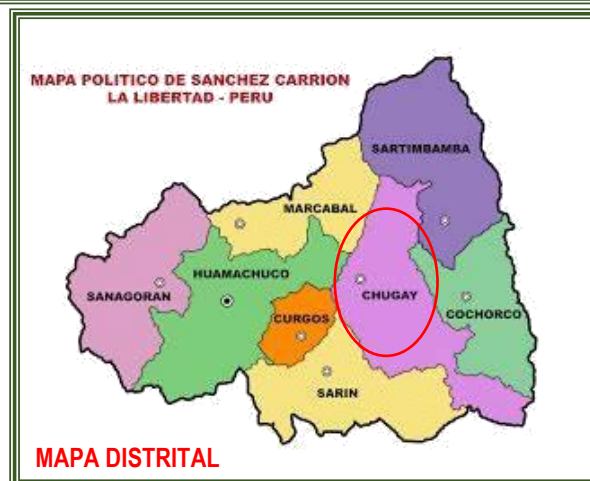 MAPA POLITICO DE SANCHEZ CARRION
LA LIBERTAD - PERU
SARTIMBAMBA
MARCABAL
HUAMACHUCO
SANAGORAN
CHUGAY
CURGOS
COCHORCO
SARIN
MAPA DISTRITAL